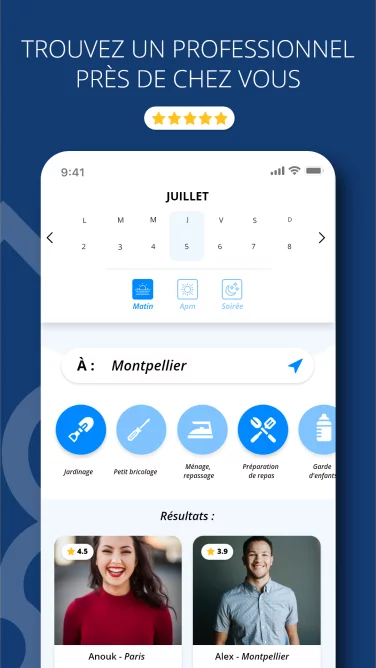 TROUVEZ UN PROFESSIONNEL
PRÈS DE CHEZ VOUS
9:41
JUILLET
L M M J V S D
2 3 4 5 6 7 8
Matin Apm Soirée
À : Montpellier
Jardinage
Petit bricolage
Ménage,
repassage
Préparation
de repas
Garde
d'enfants
Résultats :
4.5
3.9
Anouk - Paris
Alex - Montpellier